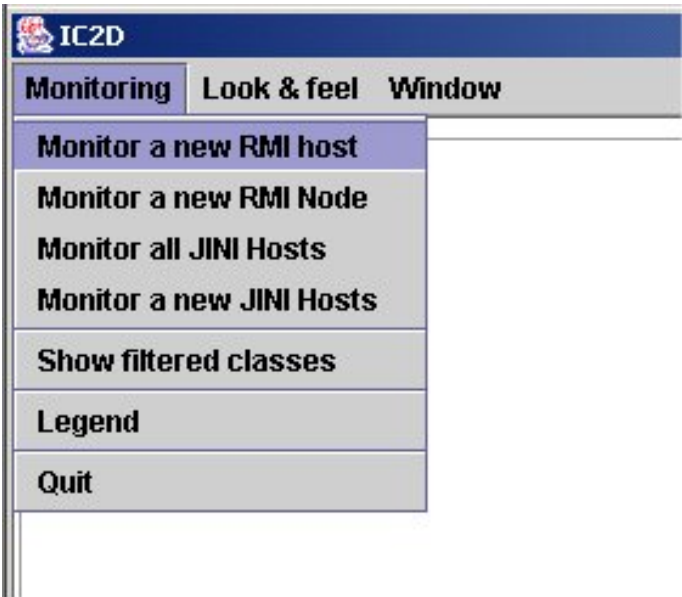 IC2D
Monitoring Look & feel Window
Monitor a new RMI host
Monitor a new RMI Node
Monitor all JINI Hosts
Monitor a new JINI Hosts
Show filtered classes
Legend
Quit